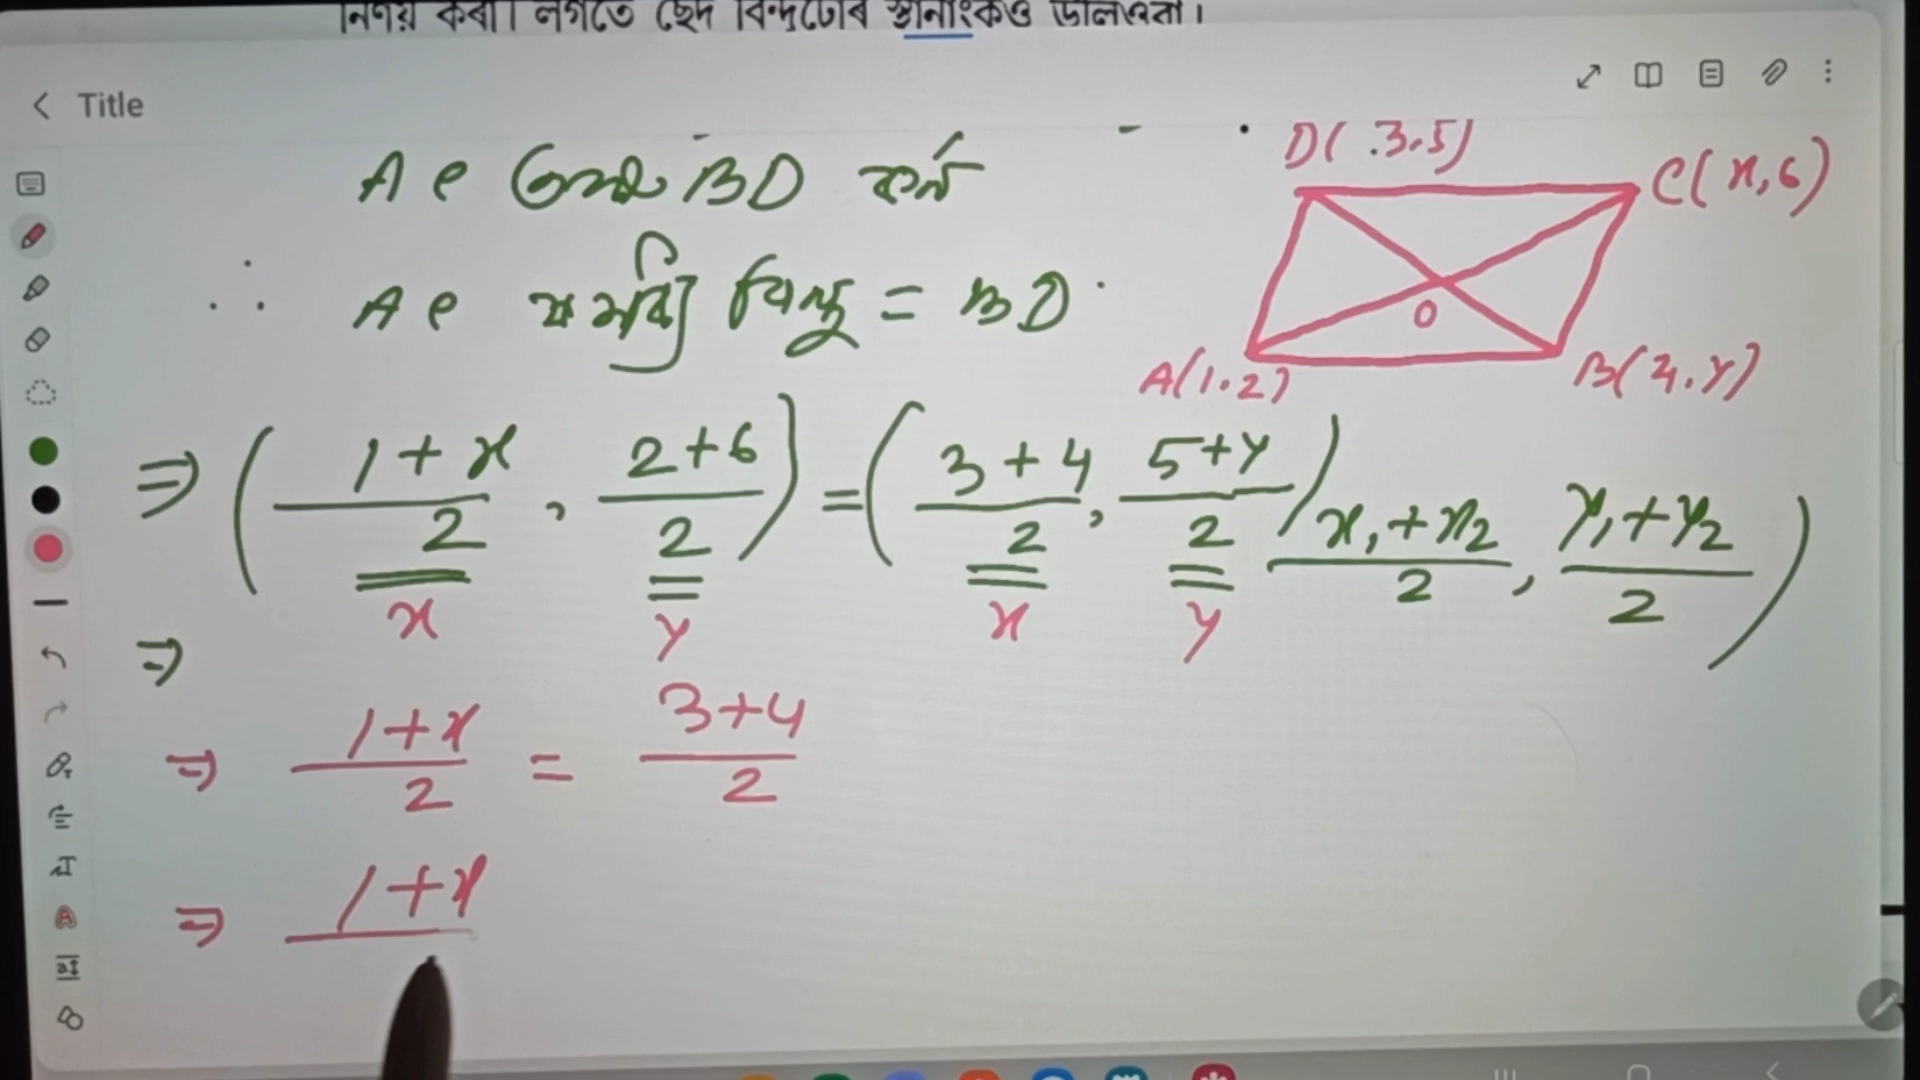 নিৰ্ণয় কৰা। লগতে ছেদ বিন্দুটোৰ স্থানাংকও উলিওৱা।
Title
D( .3.5)
C( x, 6)
AC আৰু BD কৰ্ণ
∴ AC ৰ মধ্য বিন্দু = BD
O
A(1.2)
B(4.y)
⇒ ( 1+x / 2 , 2+6 / 2 ) = ( 3+4 / 2 , 5+y / 2 )
x₁+x₂ / 2 , y₁+y₂ / 2 )
x y x y
⇒
⇒ 1+x / 2 = 3+4 / 2
⇒ 1+x